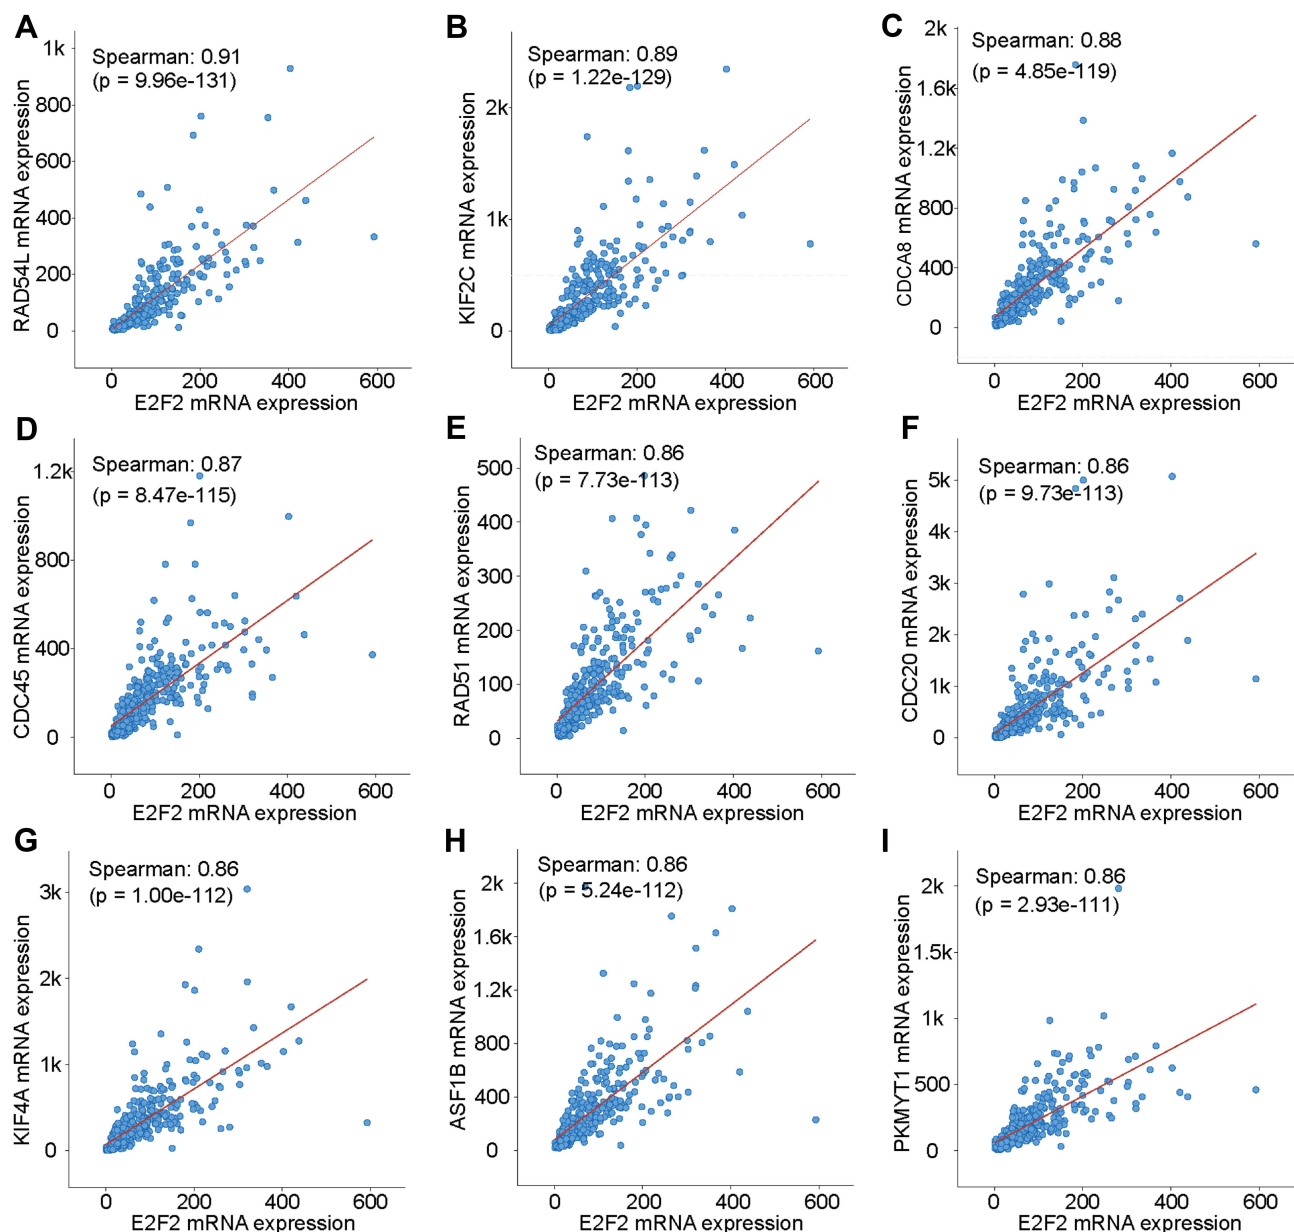 A
Spearman: 0.91
(p = 9.96e-131)
RAD54L mRNA expression
1k
800
600
400
200
0
0 200 400 600
E2F2 mRNA expression
B
Spearman: 0.89
(p = 1.22e-129)
KIF2C mRNA expression
2k
1k
0
0 200 400 600
E2F2 mRNA expression
C
Spearman: 0.88
(p = 4.85e-119)
CDCA8 mRNA expression
2k
1.6k
1.2k
800
400
0
0 200 400 600
E2F2 mRNA expression
D
Spearman: 0.87
(p = 8.47e-115)
CDC45 mRNA expression
1.2k
800
400
0
0 200 400 600
E2F2 mRNA expression
E
Spearman: 0.86
(p = 7.73e-113)
RAD51 mRNA expression
500
400
300
200
100
0
0 200 400 600
E2F2 mRNA expression
F
Spearman: 0.86
(p = 9.73e-113)
CDC20 mRNA expression
5k
4k
3k
2k
1k
0
0 200 400 600
E2F2 mRNA expression
G
Spearman: 0.86
(p = 1.00e-112)
KIF4A mRNA expression
3k
2k
1k
0
0 200 400 600
E2F2 mRNA expression
H
Spearman: 0.86
(p = 5.24e-112)
ASF1B mRNA expression
2k
1.6k
1.2k
800
400
0
0 200 400 600
E2F2 mRNA expression
I
Spearman: 0.86
(p = 2.93e-111)
PKMYT1 mRNA expression
2k
1.5k
1k
500
0
0 200 400 600
E2F2 mRNA expression